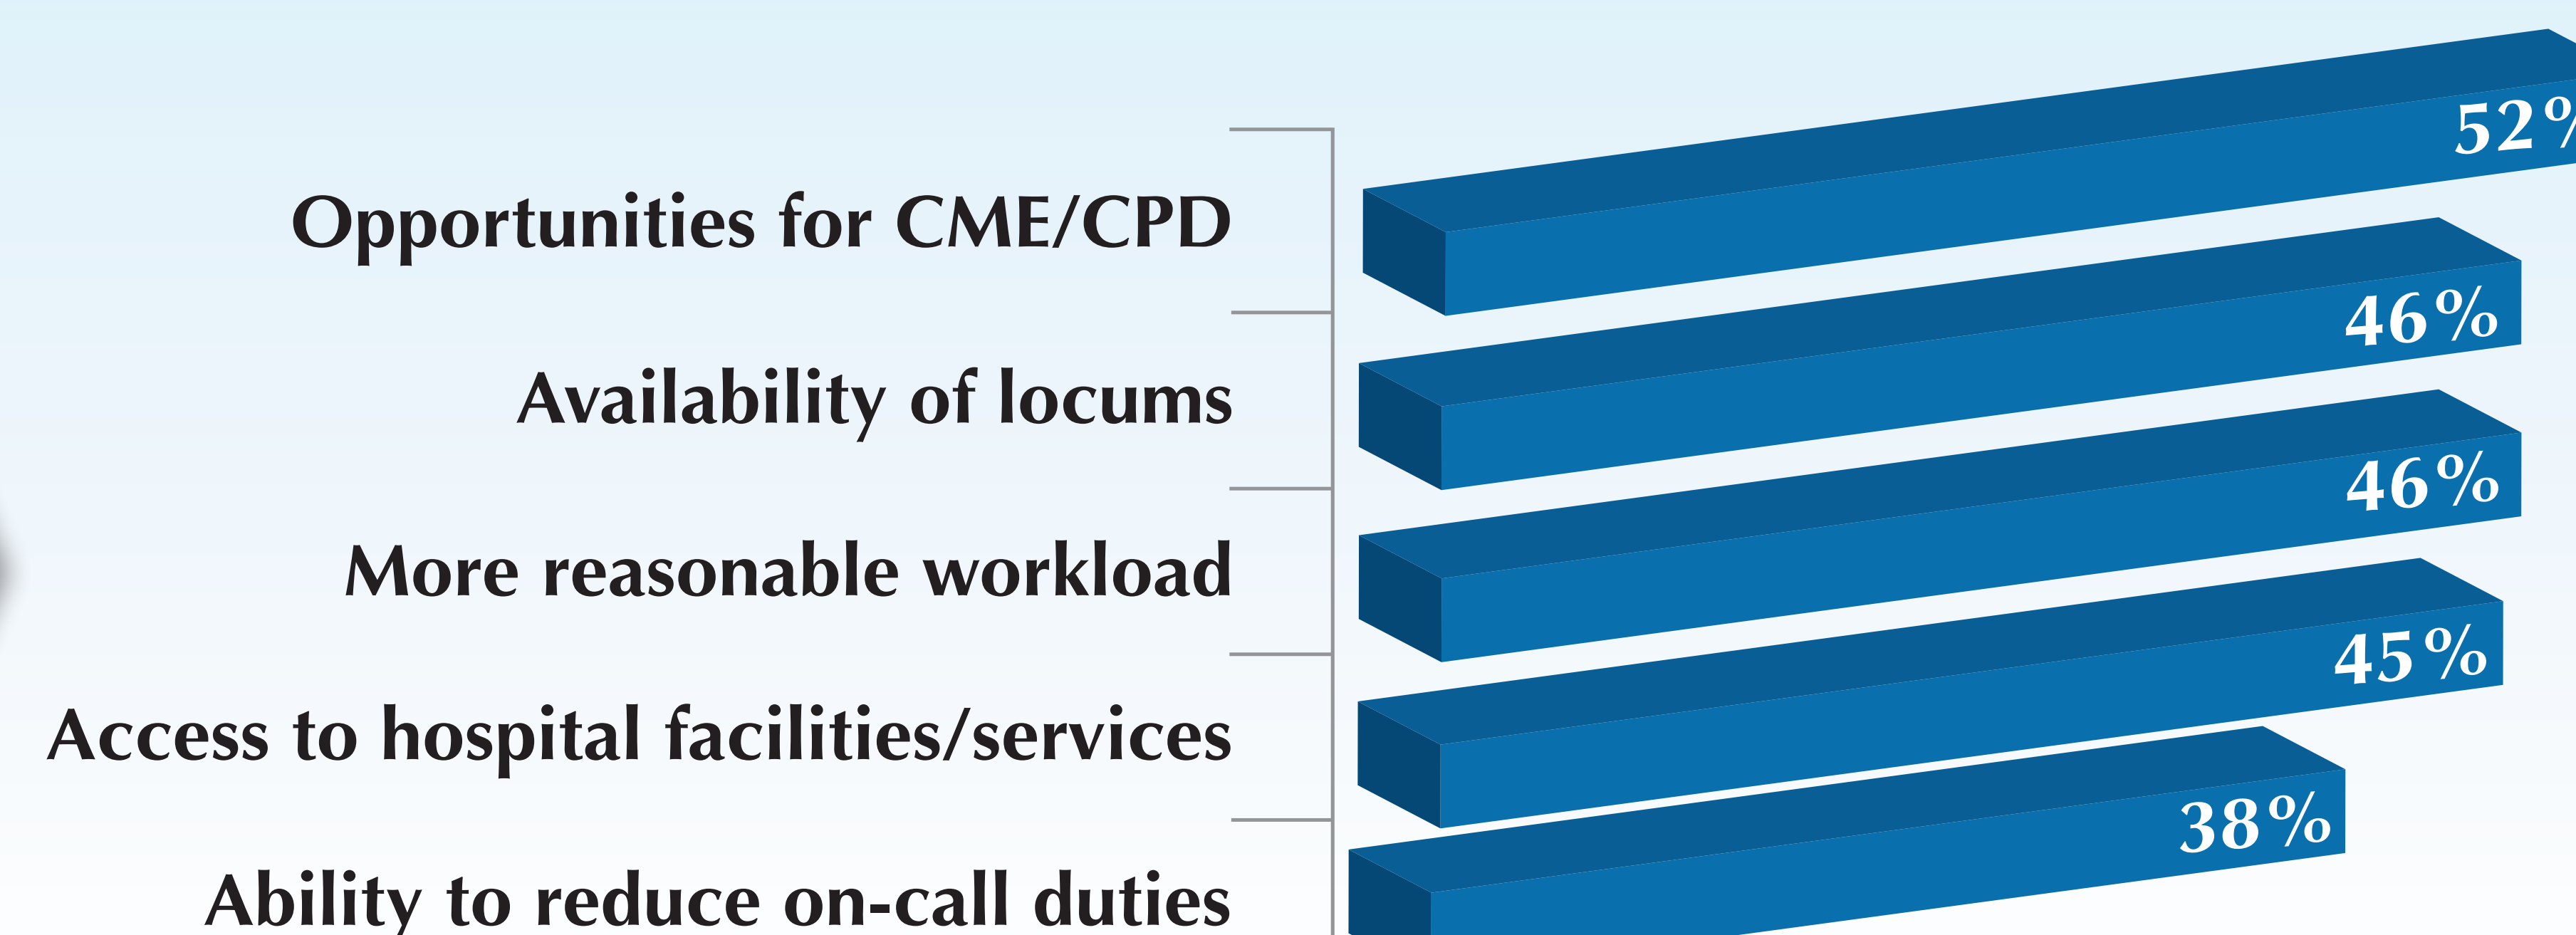 Opportunities for CME/CPD 52%
Availability of locums 46%
More reasonable workload 46%
Access to hospital facilities/services 45%
Ability to reduce on-call duties 38%